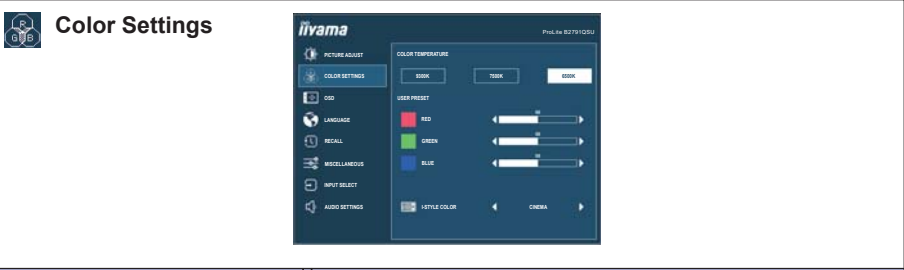 R
G B
Color Settings
iiyama
ProLite B2791QSU
PICTURE ADJUST
COLOR TEMPERATURE
COLOR SETTINGS
9300K 7500K 6500K
OSD
USER PRESET
LANGUAGE
RED
RECALL
GREEN
MISCELLANEOUS
BLUE
INPUT SELECT
AUDIO SETTINGS
i-STYLE COLOR
CINEMA